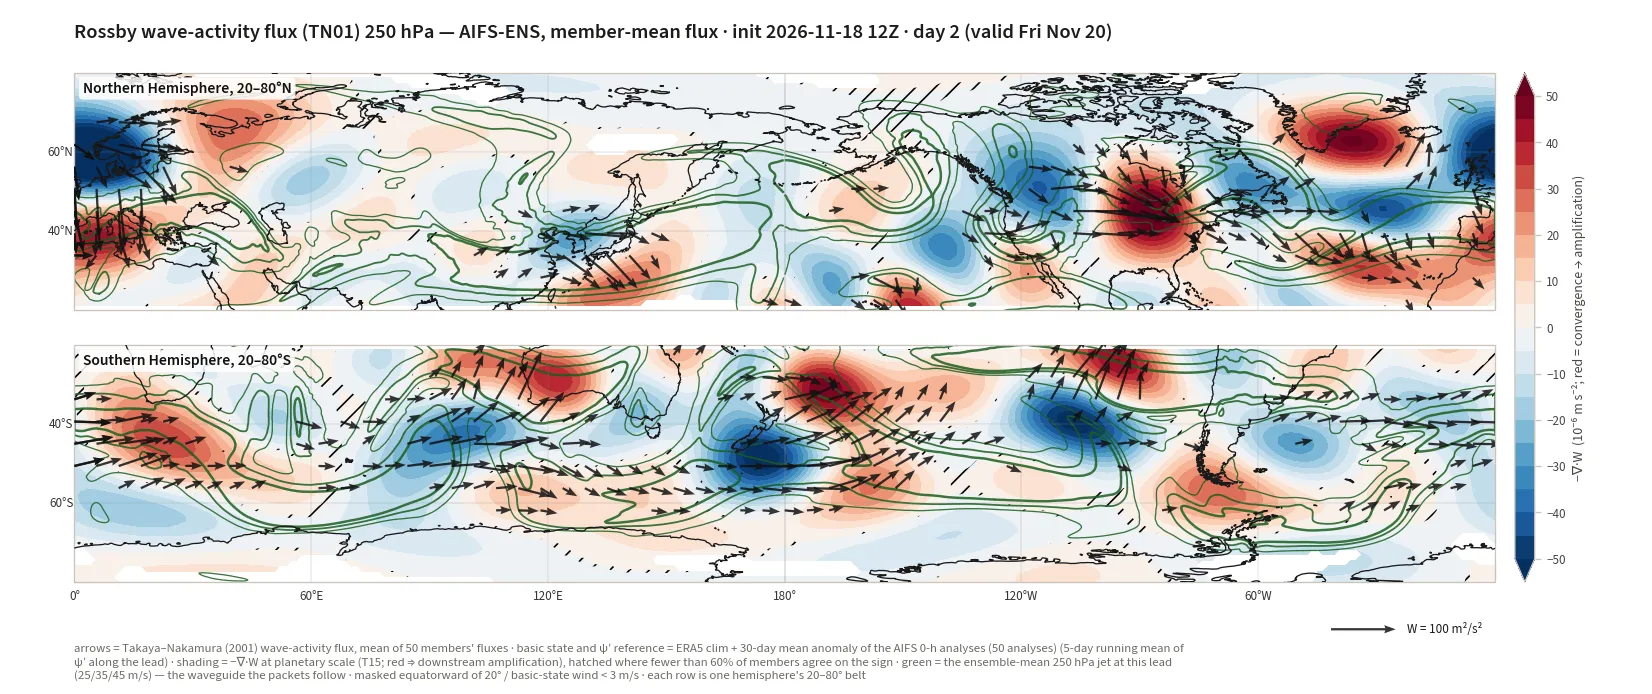 Rossby wave-activity flux (TN01) 250 hPa — AIFS-ENS, member-mean flux · init 2026-11-18 12Z · day 2 (valid Fri Nov 20)
Northern Hemisphere, 20–80°N
60°N
40°N
Southern Hemisphere, 20–80°S
40°S
60°S
0°
60°E
120°E
180°
120°W
60°W
50
40
30
20
10
0
−10
−20
−30
−40
−50
−∇·W (10⁻⁶ m s⁻²; red = convergence → amplification)
W = 100 m²/s²
arrows = Takaya–Nakamura (2001) wave-activity flux, mean of 50 members' fluxes · basic state and ψ' reference = ERA5 clim + 30-day mean anomaly of the AIFS 0-h analyses (50 analyses) (5-day running mean of
ψ' along the lead) · shading = −∇·W at planetary scale (T15; red ⇒ downstream amplification), hatched where fewer than 60% of members agree on the sign · green = the ensemble-mean 250 hPa jet at this lead
(25/35/45 m/s) — the waveguide the packets follow · masked equatorward of 20° / basic-state wind < 3 m/s · each row is one hemisphere's 20–80° belt